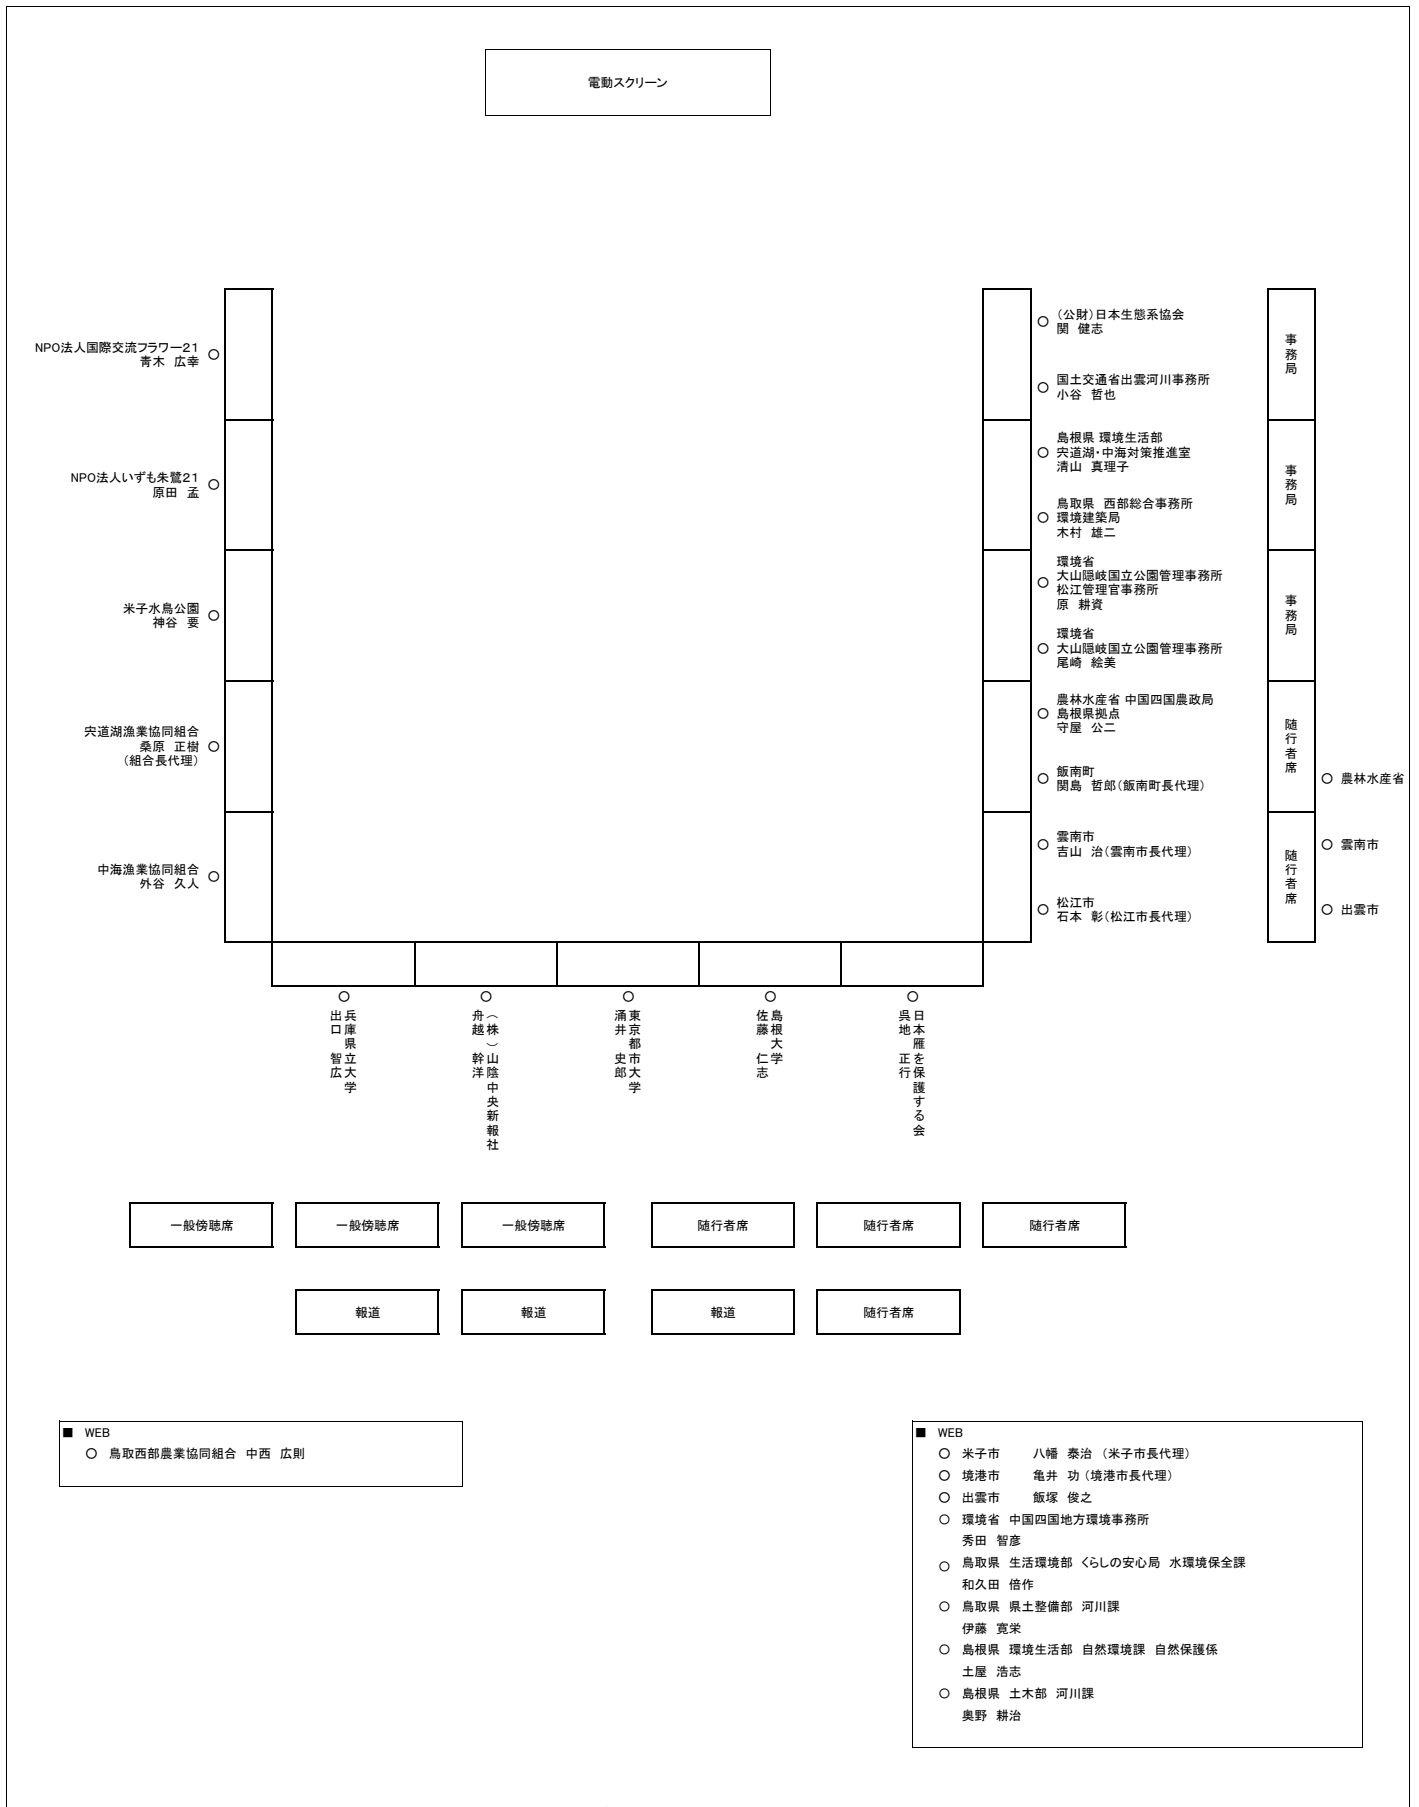 電動スクリーン
NPO法人国際交流フラワー21
青木　広幸
NPO法人いずも朱鷺21
原田　孟
米子水鳥公園
神谷　要
宍道湖漁業協同組合
桑原　正樹
（組合長代理）
中海漁業協同組合
外谷　久人
（公財）日本生態系協会
関　健志
国土交通省出雲河川事務所
小谷　哲也
島根県 環境生活部
宍道湖・中海対策推進室
清山　真理子
鳥取県　西部総合事務所
環境建築局
木村　雄二
環境省
大山隠岐国立公園管理事務所
松江管理官事務所
原　耕資
環境省
大山隠岐国立公園管理事務所
尾崎　絵美
農林水産省 中国四国農政局
島根県拠点
守屋　公二
飯南町
関島　哲郎（飯南町長代理）
雲南市
吉山　治（雲南市長代理）
松江市
石本　彰（松江市長代理）
事務局
事務局
事務局
随行者席
随行者席
農林水産省
雲南市
出雲市
兵庫県立大学
出口　智広
（株）山陰中央新報社
舟越　幹洋
東京都市大学
涌井　史郎
島根大学
佐藤　仁志
日本雁を保護する会
呉地　正行
一般傍聴席
一般傍聴席
一般傍聴席
随行者席
随行者席
随行者席
報道
報道
報道
随行者席
■　WEB
○　鳥取西部農業協同組合　中西　広則
■　WEB
○　米子市　　八幡　泰治　（米子市長代理）
○　境港市　　亀井　功（境港市長代理）
○　出雲市　　飯塚　俊之
○　環境省　中国四国地方環境事務所
秀田　智彦
○　鳥取県　生活環境部　くらしの安心局　水環境保全課
和久田　倍作
○　鳥取県　県土整備部　河川課
伊藤　寛栄
○　島根県　環境生活部　自然環境課　自然保護係
土屋　浩志
○　島根県　土木部　河川課
奥野　耕治